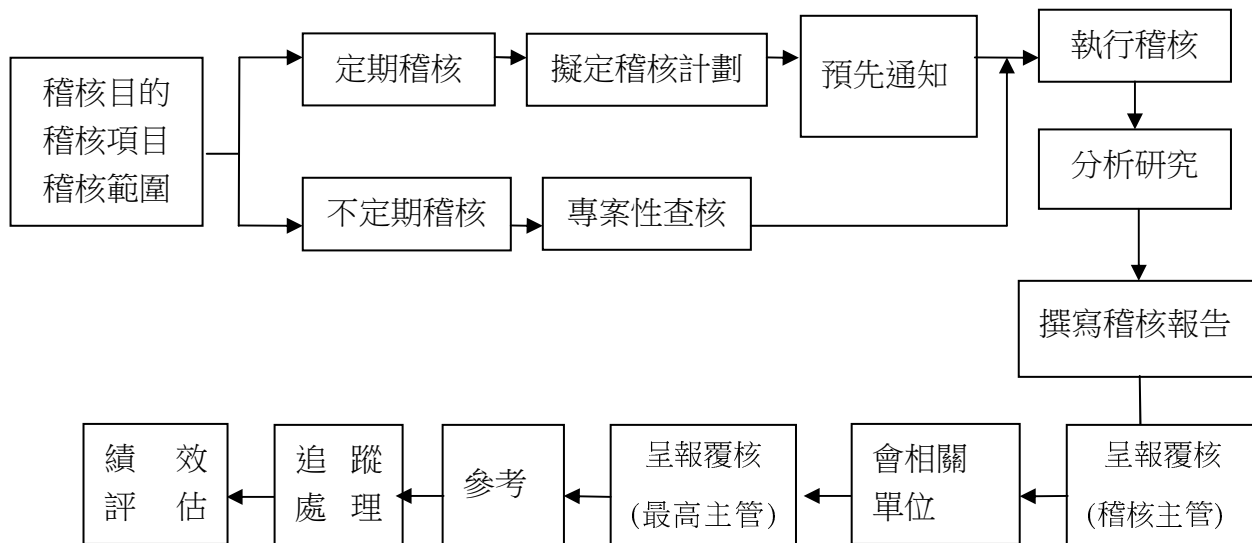 稽核目的
稽核項目
稽核範圍
定期稽核
擬定稽核計劃
預先通知
不定期稽核
專案性查核
執行稽核
分析研究
撰寫稽核報告
呈報覆核
(稽核主管)
會相關
單位
呈報覆核
(最高主管)
參考
追蹤
處理
績效
評估